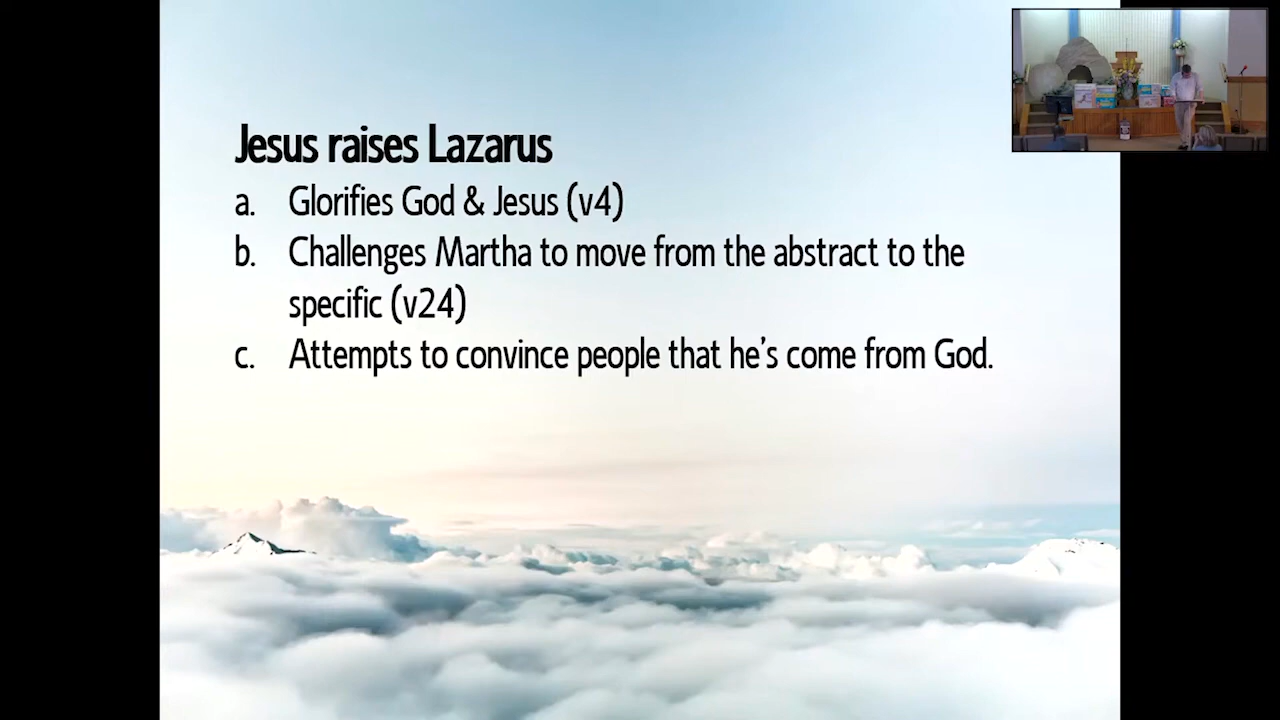 Jesus raises Lazarus
a. Glorifies God & Jesus (v4)
b. Challenges Martha to move from the abstract to the
specific (v24)
c. Attempts to convince people that he’s come from God.